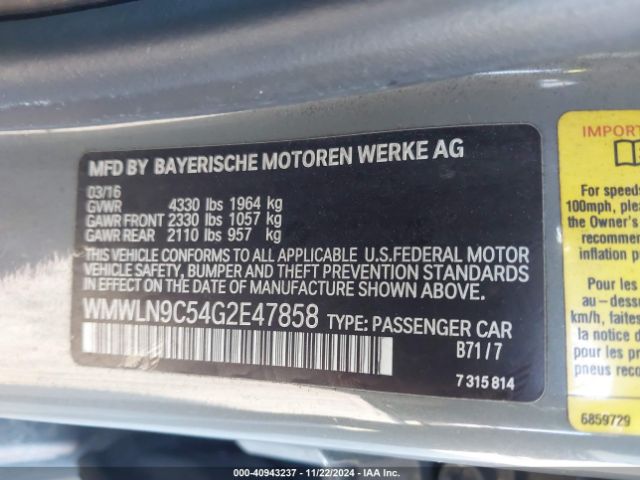 MFD BY BAYERISCHE MOTOREN WERKE AG
03/16
GVWR 4330 lbs 1964 kg
GAWR FRONT 2330 lbs 1057 kg
GAWR REAR 2110 lbs 957 kg
THIS VEHICLE CONFORMS TO ALL APPLICABLE U.S.FEDERAL MOTOR
VEHICLE SAFETY, BUMPER AND THEFT PREVENTION STANDARDS
IN EFFECT ON THE DATE OF MANUFACTURE SHOWN ABOVE.
WMWLN9C54G2E47858 TYPE: PASSENGER CAR
B71/7
7 315 814
IMPORT
For speeds
100mph, plea
the Owner's
recommen
inflation p
Pour les
au – dessu
km/h, faites
la notice d
pour les pr
pneus reco
6859729
000-40943237 - 11/22/2024 - IAA Inc.